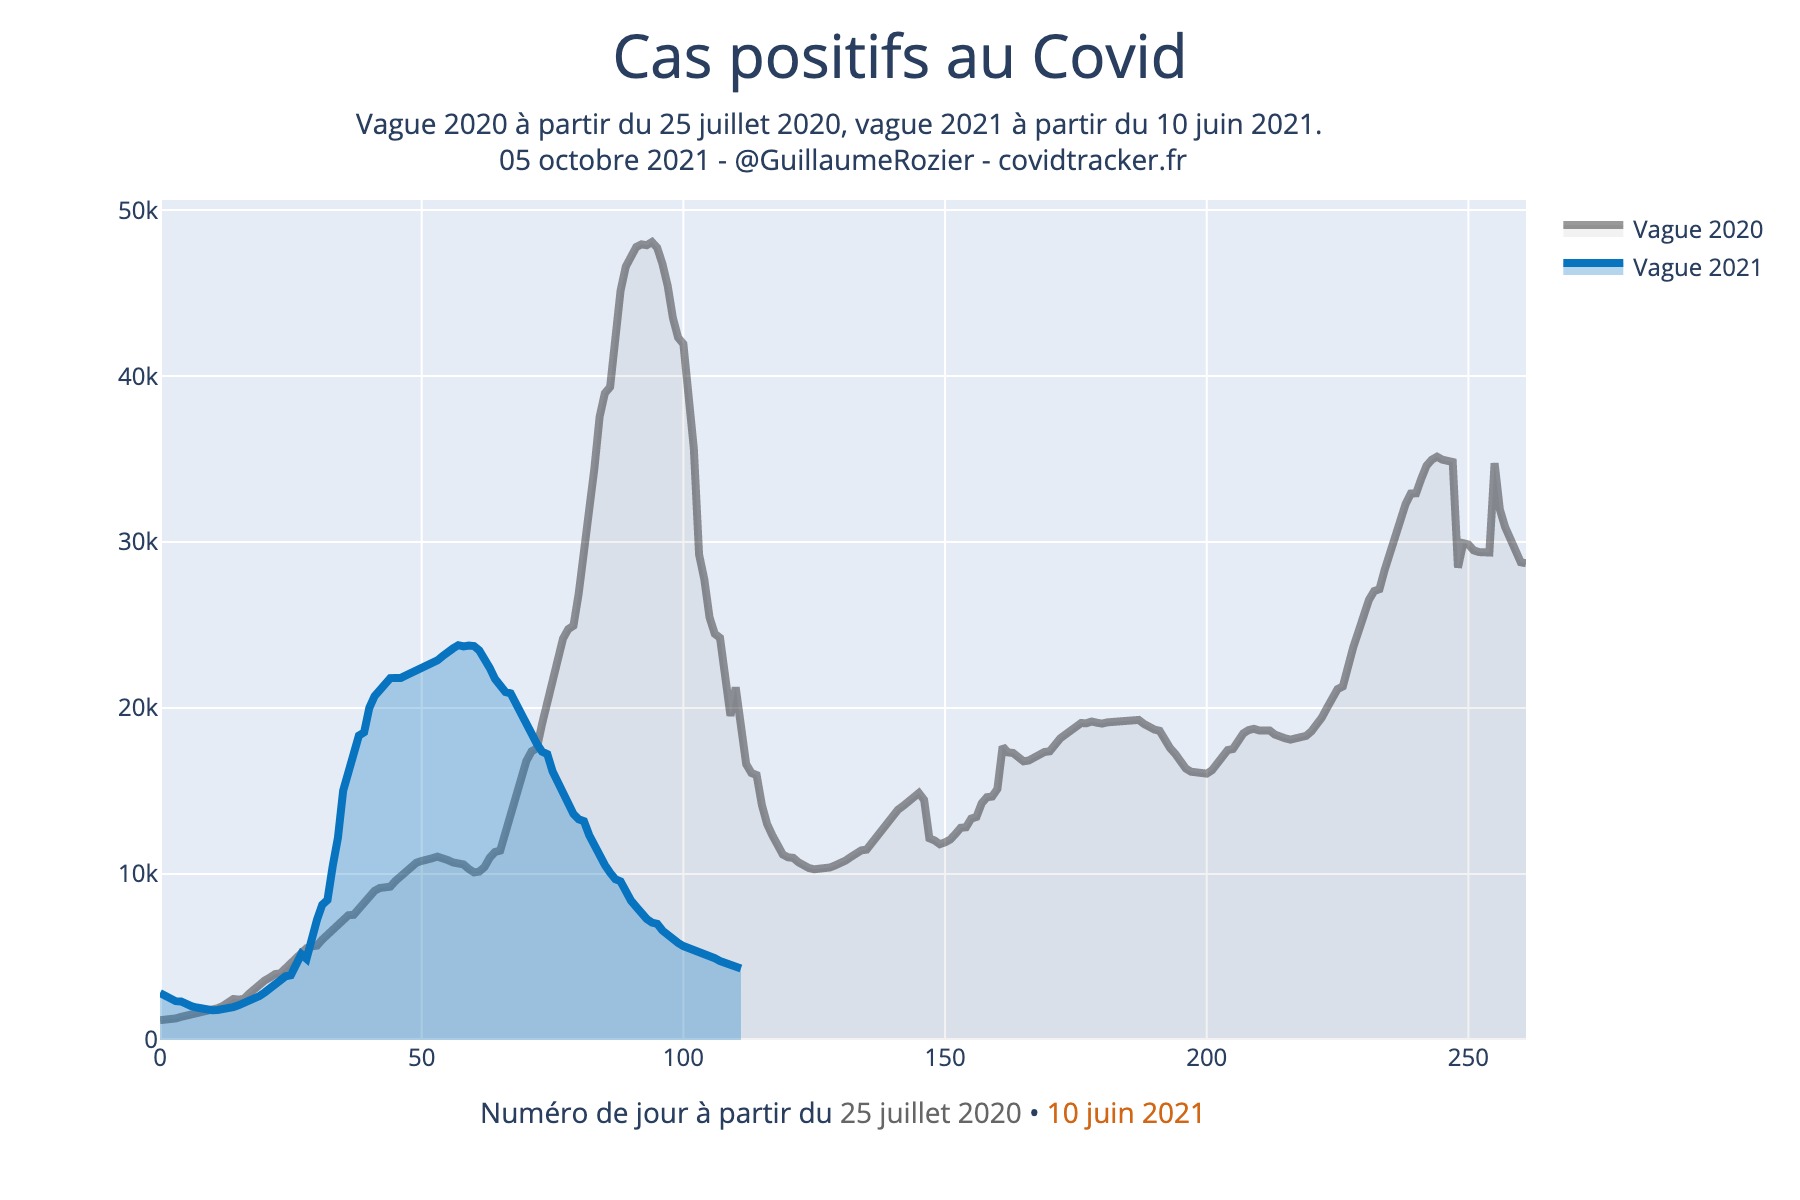 Cas positifs au Covid
Vague 2020 à partir du 25 juillet 2020, vague 2021 à partir du 10 juin 2021.
05 octobre 2021 - @GuillaumeRozier - covidtracker.fr
50k
40k
30k
20k
10k
0
0
50
100
150
200
250
Vague 2020
Vague 2021
Numéro de jour à partir du 25 juillet 2020 • 10 juin 2021